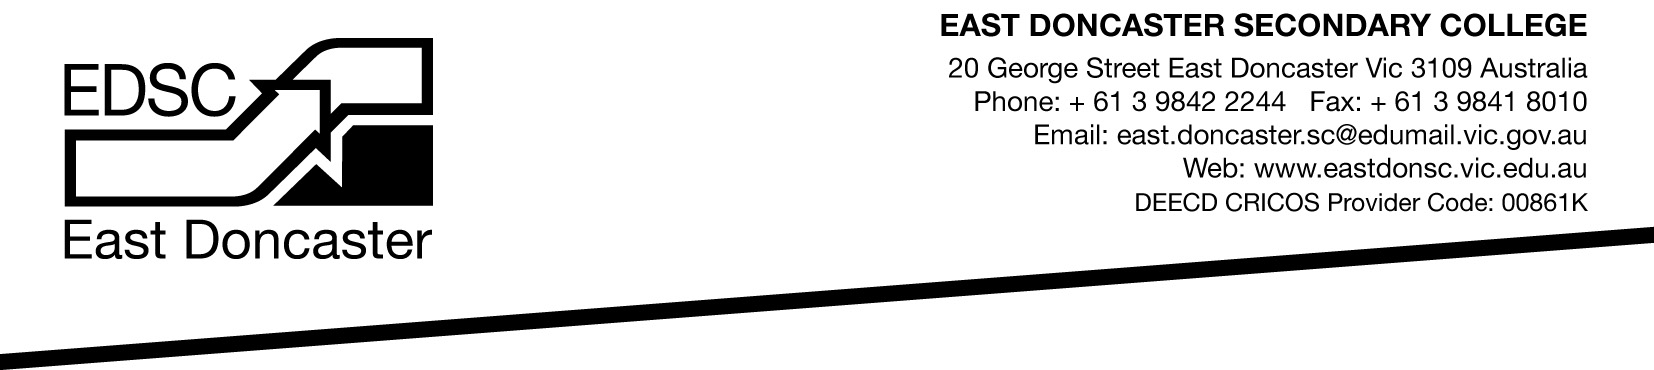 EDSC
East Doncaster
EAST DONCASTER SECONDARY COLLEGE
20 George Street East Doncaster Vic 3109 Australia
Phone: + 61 3 9842 2244 Fax: + 61 3 9841 8010
Email: east.doncaster.sc@edumail.vic.gov.au
Web: www.eastdonsc.vic.edu.au
DEECD CRICOS Provider Code: 00861K